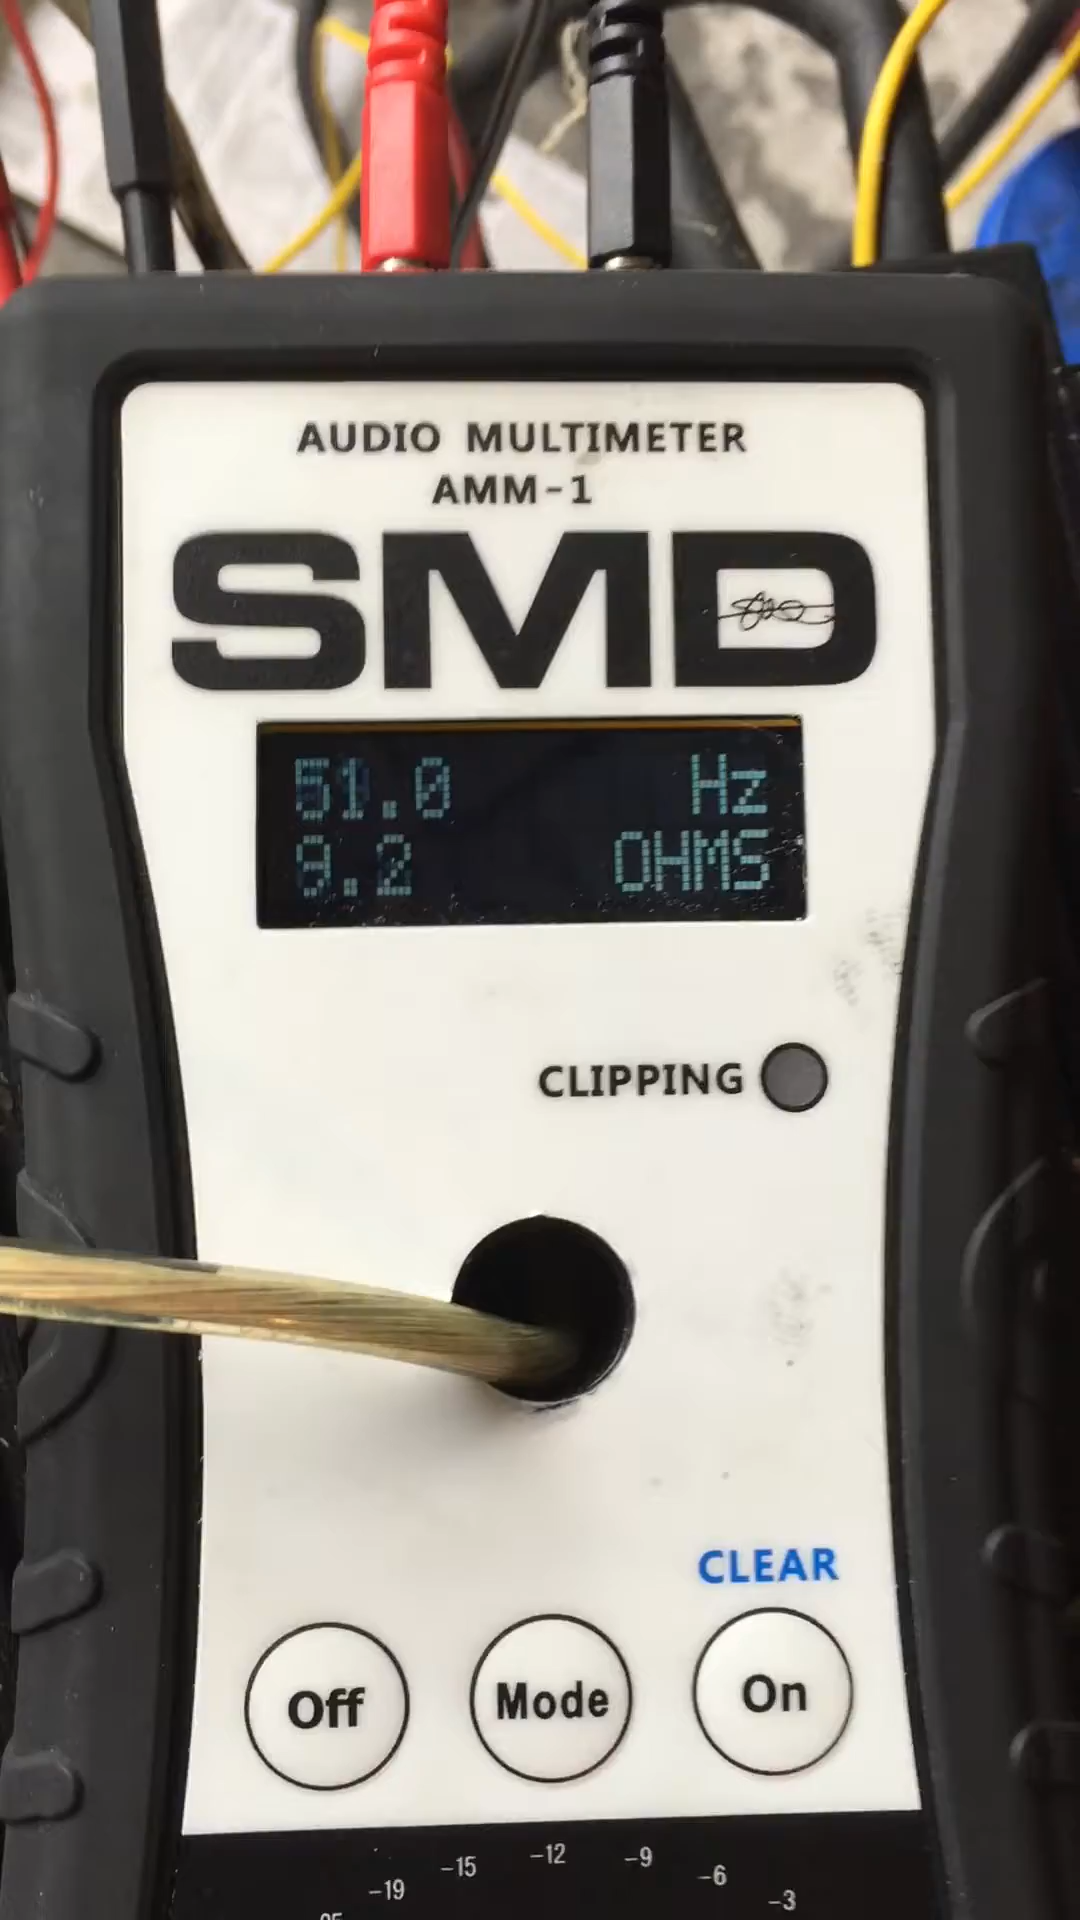 AUDIO MULTIMETER
AMM-1
SMD
51.0 Hz
9.2 OHMS
CLIPPING
CLEAR
Off Mode On
-19 -15 -12 -9 -6 -3